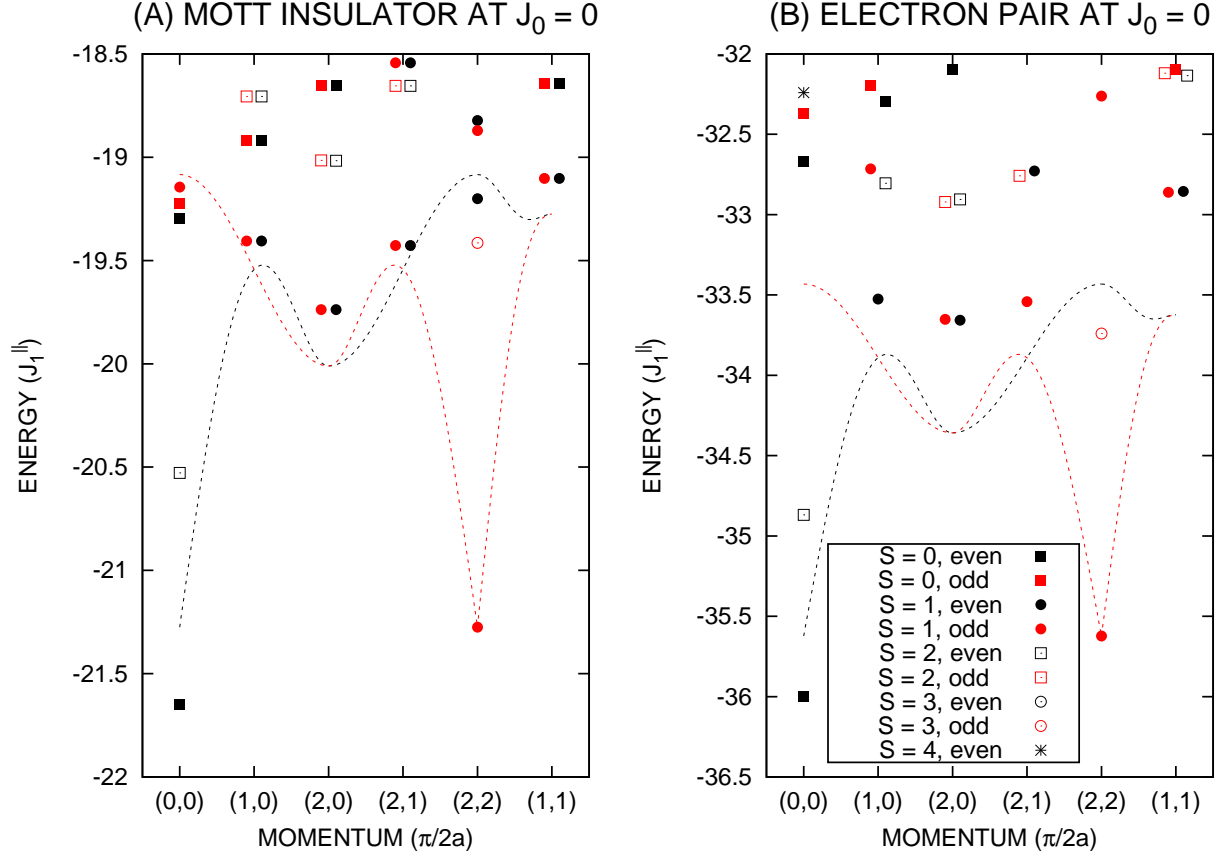 (A) MOTT INSULATOR AT J_0 = 0
-18.5
-19
-19.5
-20
-20.5
-21
-21.5
-22
ENERGY (J_1^||)
(0,0) (1,0) (2,0) (2,1) (2,2) (1,1)
MOMENTUM (π/2a)
(B) ELECTRON PAIR AT J_0 = 0
-32
-32.5
-33
-33.5
-34
-34.5
-35
-35.5
-36
-36.5
ENERGY (J_1^||)
S = 0, even
S = 0, odd
S = 1, even
S = 1, odd
S = 2, even
S = 2, odd
S = 3, even
S = 3, odd
S = 4, even
(0,0) (1,0) (2,0) (2,1) (2,2) (1,1)
MOMENTUM (π/2a)